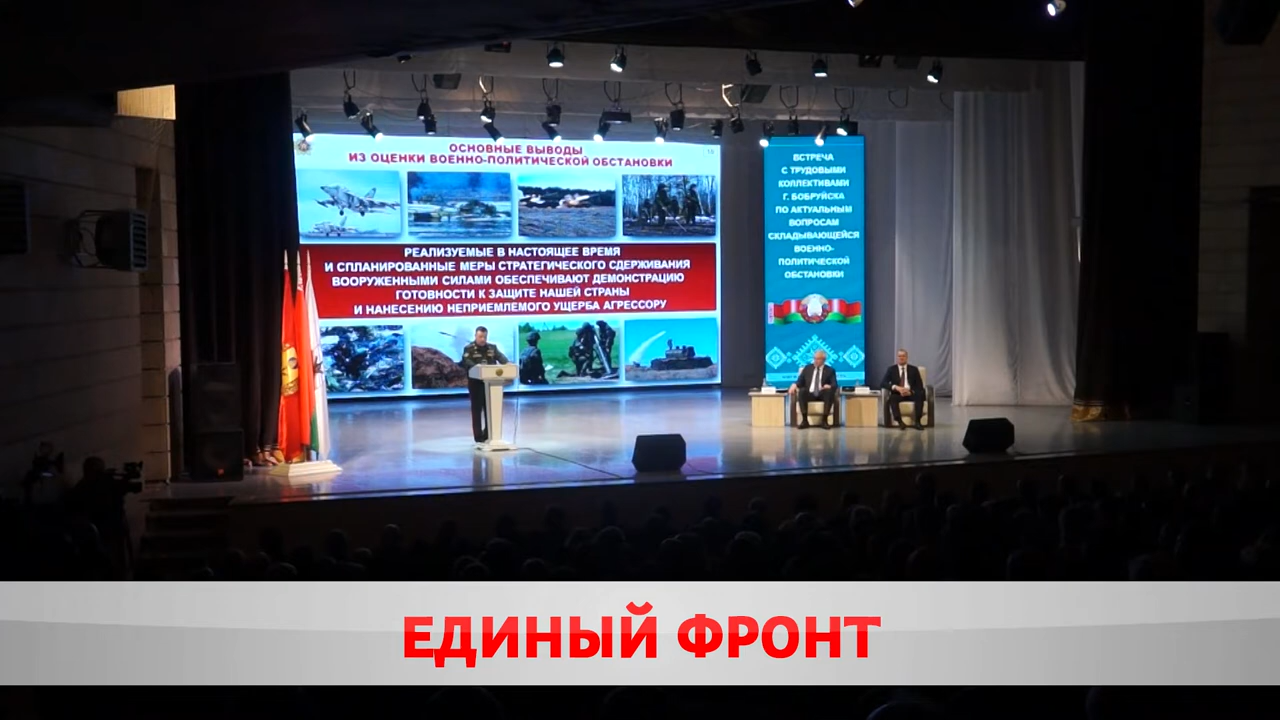 ОСНОВНЫЕ ВЫВОДЫ
ИЗ ОЦЕНКИ ВОЕННО-ПОЛИТИЧЕСКОЙ ОБСТАНОВКИ
РЕАЛИЗУЕМЫЕ В НАСТОЯЩЕЕ ВРЕМЯ
И СПЛАНИРОВАННЫЕ МЕРЫ СТРАТЕГИЧЕСКОГО СДЕРЖИВАНИЯ
ВООРУЖЕННЫМИ СИЛАМИ ОБЕСПЕЧИВАЮТ ДЕМОНСТРАЦИЮ
ГОТОВНОСТИ К ЗАЩИТЕ НАШЕЙ СТРАНЫ
И НАНЕСЕНИЮ НЕПРИЕМЛЕМОГО УЩЕРБА АГРЕССОРУ
ВСТРЕЧА
С ТРУДОВЫМИ
КОЛЛЕКТИВАМИ
Г. БОБРУЙСКА
ПО АКТУАЛЬНЫМ
ВОПРОСАМ
СКЛАДЫВАЮЩЕЙСЯ
ВОЕННО-
ПОЛИТИЧЕСКОЙ
ОБСТАНОВКИ
ЕДИНЫЙ ФРОНТ